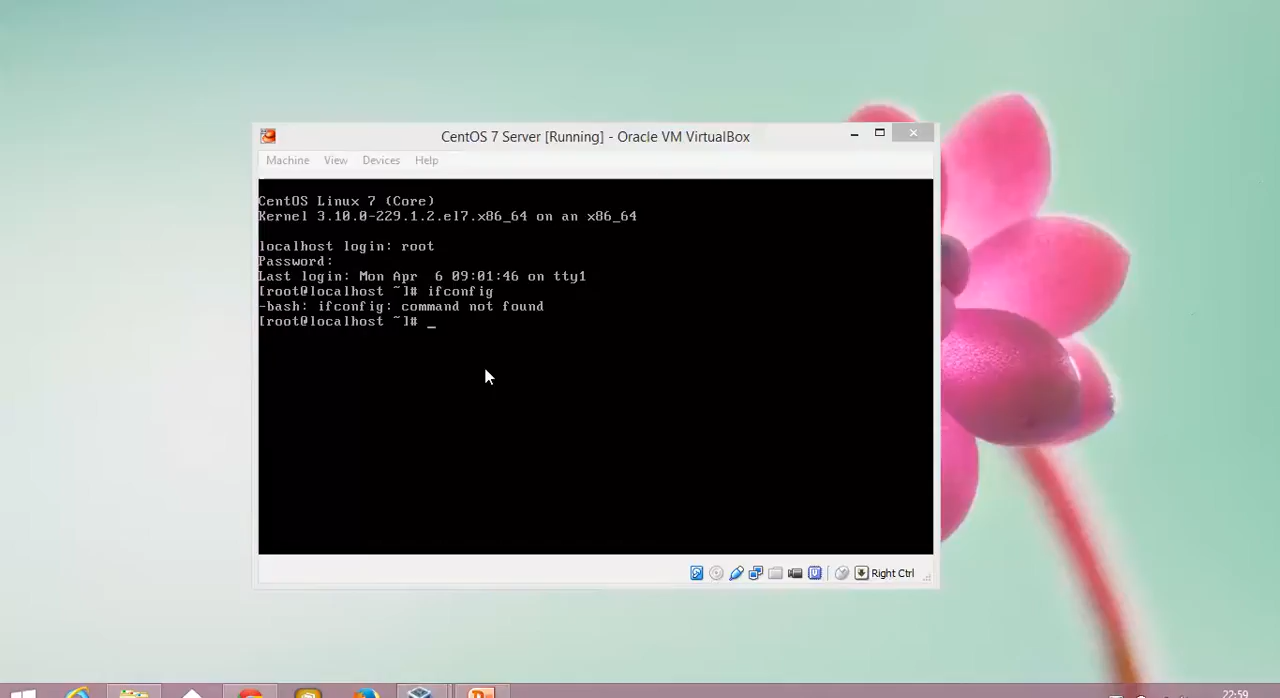 CentOS 7 Server [Running] - Oracle VM VirtualBox
Machine View Devices Help
CentOS Linux 7 (Core)
Kernel 3.10.0-229.1.2.el7.x86_64 on an x86_64
localhost login: root
Password:
Last login: Mon Apr  6 09:01:46 on tty1
[root@localhost ~]# ifconfig
-bash: ifconfig: command not found
[root@localhost ~]# _
Right Ctrl
22:59